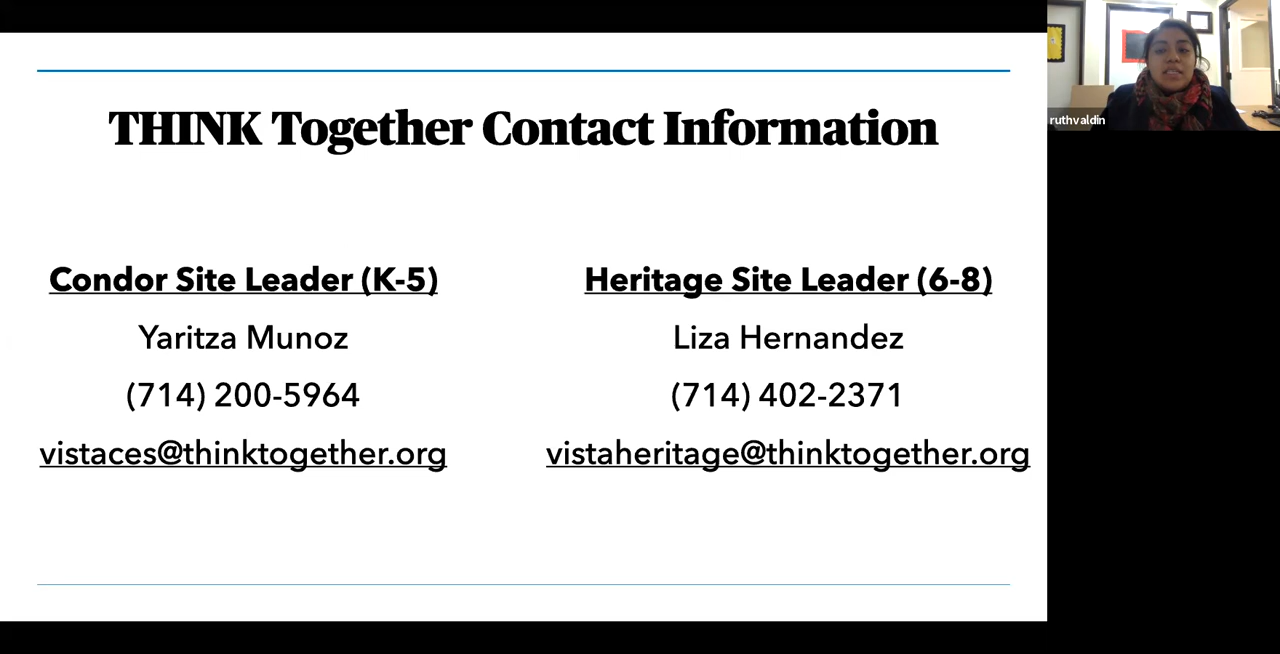 THINK Together Contact Information
Condor Site Leader (K-5)
Yaritza Munoz
(714) 200-5964
vistaces@thinktogether.org
Heritage Site Leader (6-8)
Liza Hernandez
(714) 402-2371
vistaheritage@thinktogether.org
ruthvaldin